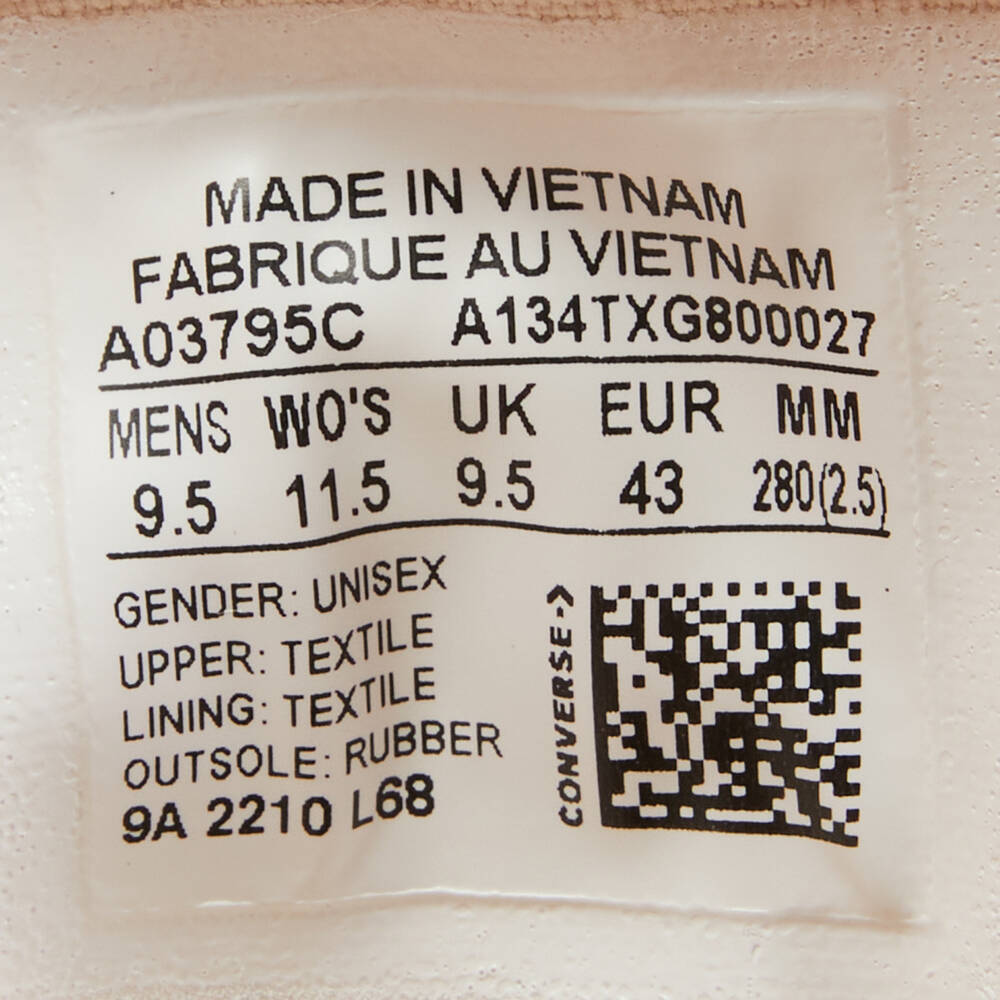 MADE IN VIETNAM
FABRIQUE AU VIETNAM
A03795C A134TXG800027
MENS WO'S UK EUR MM
9.5 11.5 9.5 43 280(2.5)
GENDER: UNISEX
UPPER: TEXTILE
LINING: TEXTILE
OUTSOLE: RUBBER
9A 2210 L68
CONVERSE->